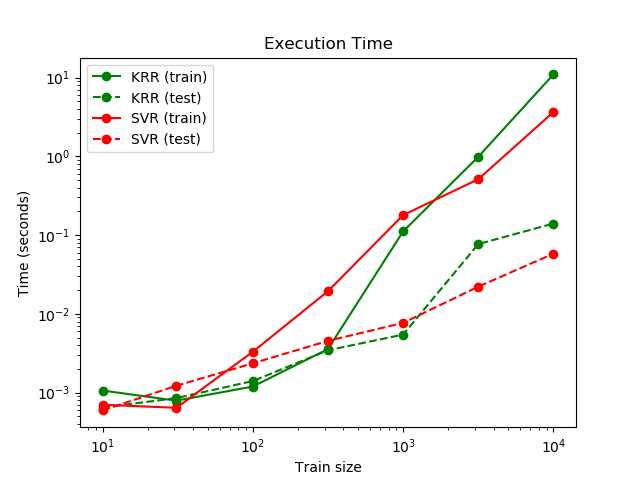 Execution Time
KRR (train)
KRR (test)
SVR (train)
SVR (test)
10¹
10⁰
10⁻¹
10⁻²
10⁻³
Time (seconds)
10¹ 10² 10³ 10⁴
Train size